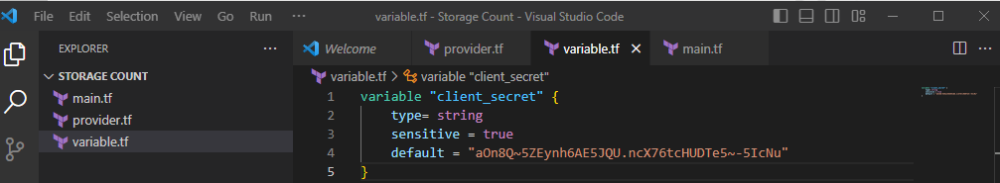 File Edit Selection View Go Run ··· variable.tf - Storage Count - Visual Studio Code
EXPLORER ···
STORAGE COUNT
main.tf
provider.tf
variable.tf
Welcome provider.tf variable.tf main.tf ···
variable.tf > variable "client_secret"
1 variable "client_secret" {
2 type= string
3 sensitive = true
4 default = "aOn8Q~5ZEynh6AE5JQU.ncX76tcHUDTe5~-5IcNu"
5 }